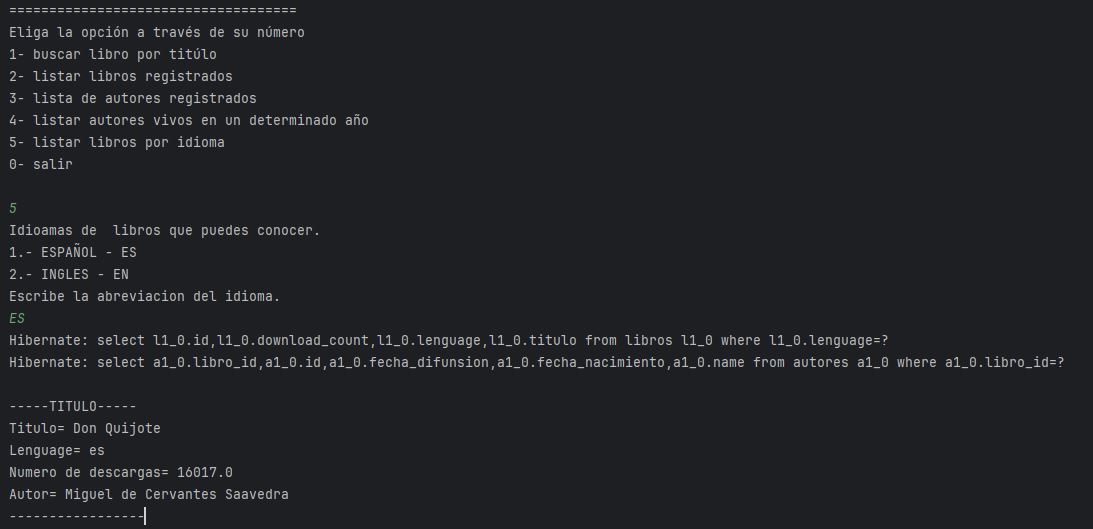 ====================================
Eliga la opción a través de su número
1- buscar libro por titúlo
2- listar libros registrados
3- lista de autores registrados
4- listar autores vivos en un determinado año
5- listar libros por idioma
0- salir
5
Idioamas de  libros que puedes conocer.
1.- ESPAÑOL - ES
2.- INGLES - EN
Escribe la abreviacion del idioma.
ES
Hibernate: select l1_0.id,l1_0.download_count,l1_0.lenguage,l1_0.titulo from libros l1_0 where l1_0.lenguage=?
Hibernate: select a1_0.libro_id,a1_0.id,a1_0.fecha_difunsion,a1_0.fecha_nacimiento,a1_0.name from autores a1_0 where a1_0.libro_id=?
-----TITULO-----
Titulo= Don Quijote
Lenguage= es
Numero de descargas= 16017.0
Autor= Miguel de Cervantes Saavedra
-----------------